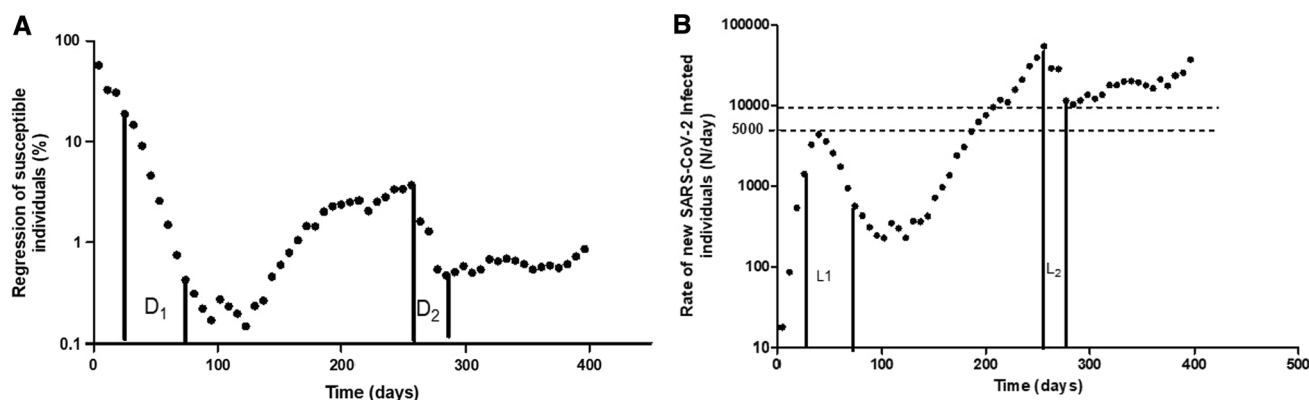 A
Regression of susceptible
individuals (%)
100
10
1
0.1
D1
D2
0
100
200
300
400
Time (days)
B
Rate of new SARS-CoV-2 Infected
individuals (N/day)
100000
10000
5000
1000
100
10
L1
L2
0
100
200
300
400
500
Time (days)